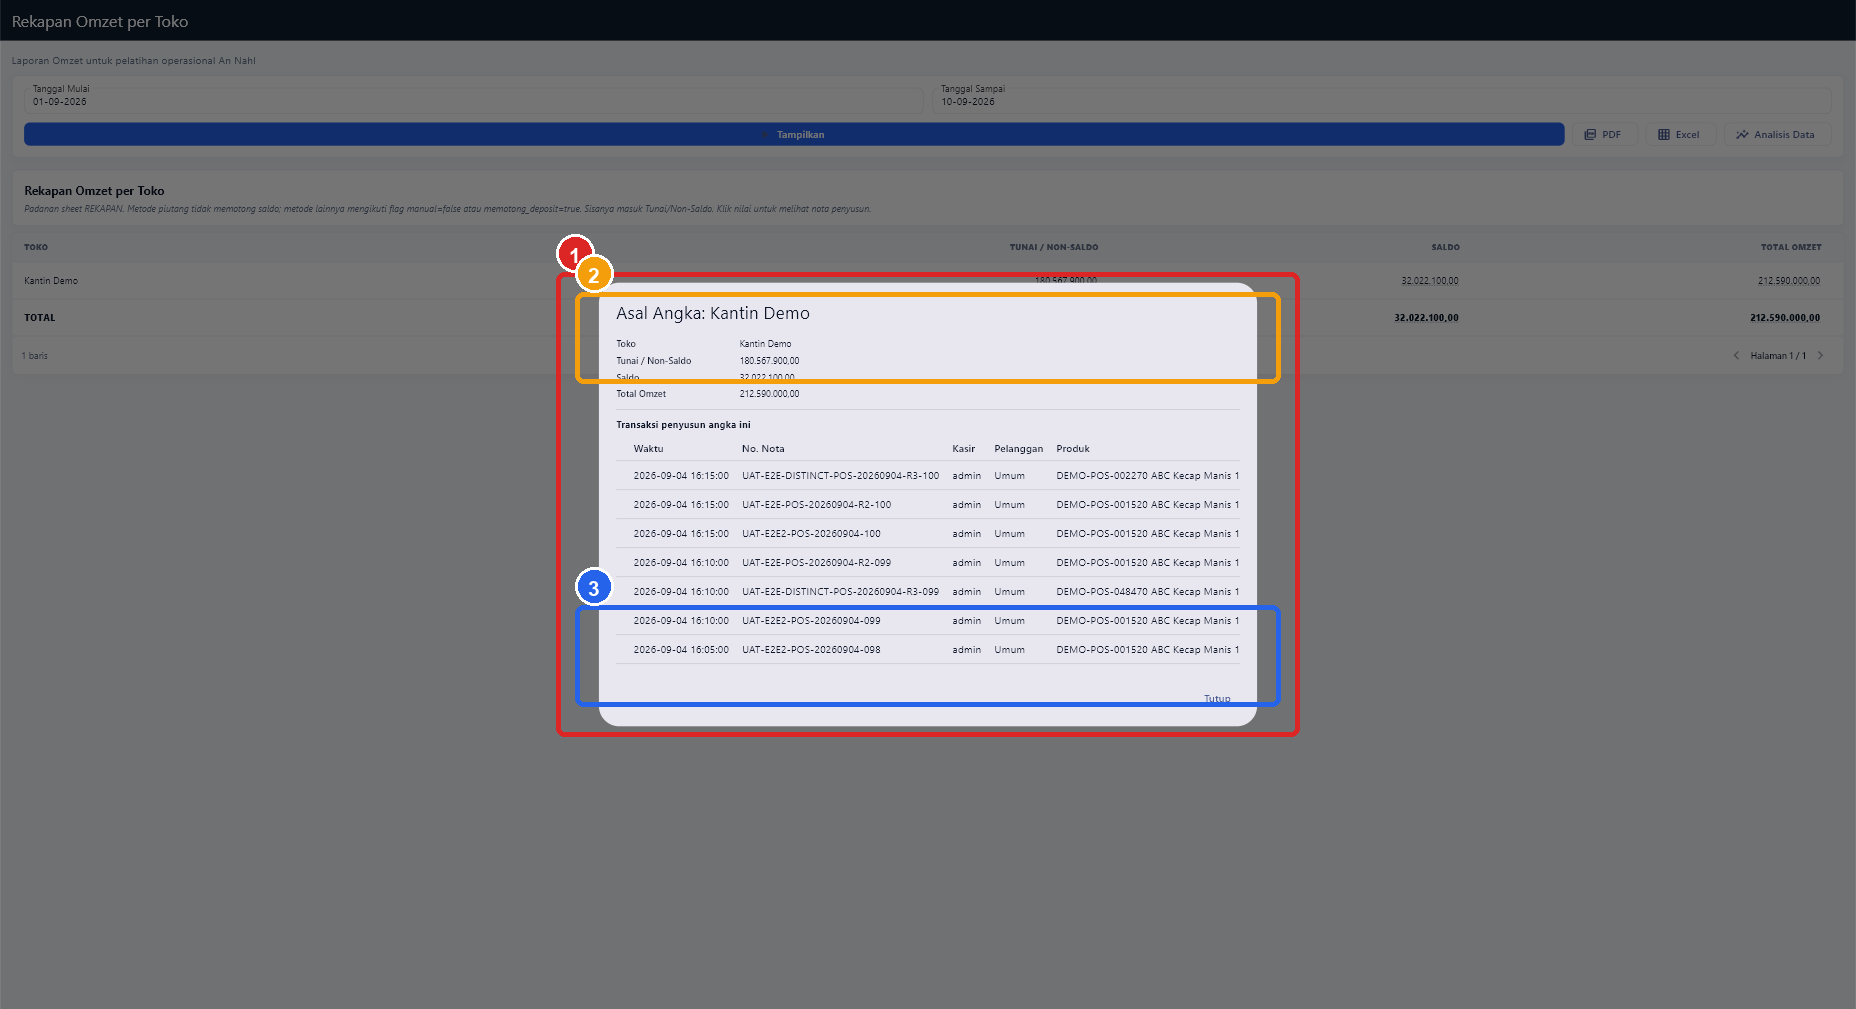 Rekapan Omzet per Toko
Laporan Omzet untuk pelatihan operasional An Nahl
Tanggal Mulai
01-09-2026
Tanggal Sampai
10-09-2026
Tampilkan
PDF
Excel
Analisis Data
Rekapan Omzet per Toko
Padanan sheet REKAPAN. Metode piutang tidak memotong saldo; metode lainnya mengikuti flag manual=false atau memotong_deposit=true. Sisanya masuk Tunai/Non-Saldo. Klik nilai untuk melihat nota penyusun.
TOKO TUNAI / NON-SALDO SALDO TOTAL OMZET
Kantin Demo 180.567.900,00 32.022.100,00 212.590.000,00
TOTAL 32.022.100,00 212.590.000,00
1 baris
Halaman 1 / 1
1
2
Asal Angka: Kantin Demo
Toko Kantin Demo
Tunai / Non-Saldo 180.567.900,00
Saldo 32.022.100,00
Total Omzet 212.590.000,00
Transaksi penyusun angka ini
Waktu No. Nota Kasir Pelanggan Produk
2026-09-04 16:15:00 UAT-E2E-DISTINCT-POS-20260904-R3-100 admin Umum DEMO-POS-002270 ABC Kecap Manis 1
2026-09-04 16:15:00 UAT-E2E-POS-20260904-R2-100 admin Umum DEMO-POS-001520 ABC Kecap Manis 1
2026-09-04 16:15:00 UAT-E2E2-POS-20260904-100 admin Umum DEMO-POS-001520 ABC Kecap Manis 1
2026-09-04 16:10:00 UAT-E2E-POS-20260904-R2-099 admin Umum DEMO-POS-001520 ABC Kecap Manis 1
3
2026-09-04 16:10:00 UAT-E2E-DISTINCT-POS-20260904-R3-099 admin Umum DEMO-POS-048470 ABC Kecap Manis 1
2026-09-04 16:10:00 UAT-E2E2-POS-20260904-099 admin Umum DEMO-POS-001520 ABC Kecap Manis 1
2026-09-04 16:05:00 UAT-E2E2-POS-20260904-098 admin Umum DEMO-POS-001520 ABC Kecap Manis 1
Tutup